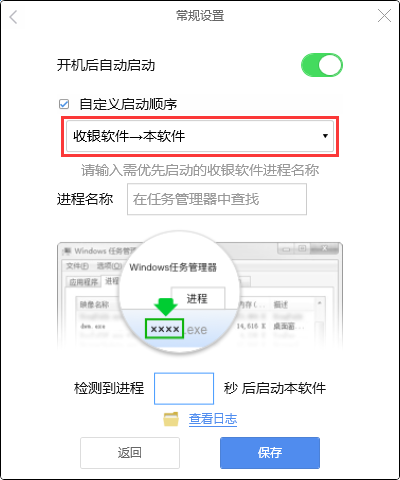 常规设置
开机后自动启动
自定义启动顺序
收银软件→本软件
请输入需优先启动的收银软件进程名称
进程名称 在任务管理器中查找
Windows 任务管理器
文件(F) 选项(O)
Windows任务管理器
应用程序 进程
进程
映像名称 内存(... 描述
××××.exe
dwm.exe 14,616 K 桌面窗...
检测到进程 秒 后启动本软件
查看日志
返回 保存